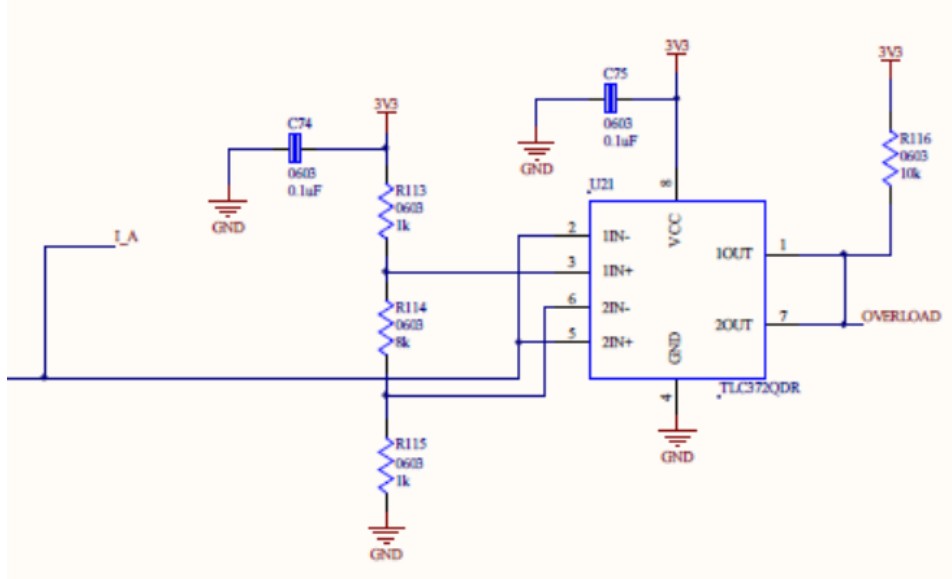 3V3
C75
0603
0.1uF
GND
3V3
R116
0603
10k
3V3
C74
0603
0.1uF
GND
R113
0603
1k
U21
8
VCC
2
1IN-
3
1IN+
6
2IN-
5
2IN+
1OUT
1
2OUT
7
OVERLOAD
GND
4
TLC372QDR
GND
I_A
R114
0603
8k
R115
0603
1k
GND